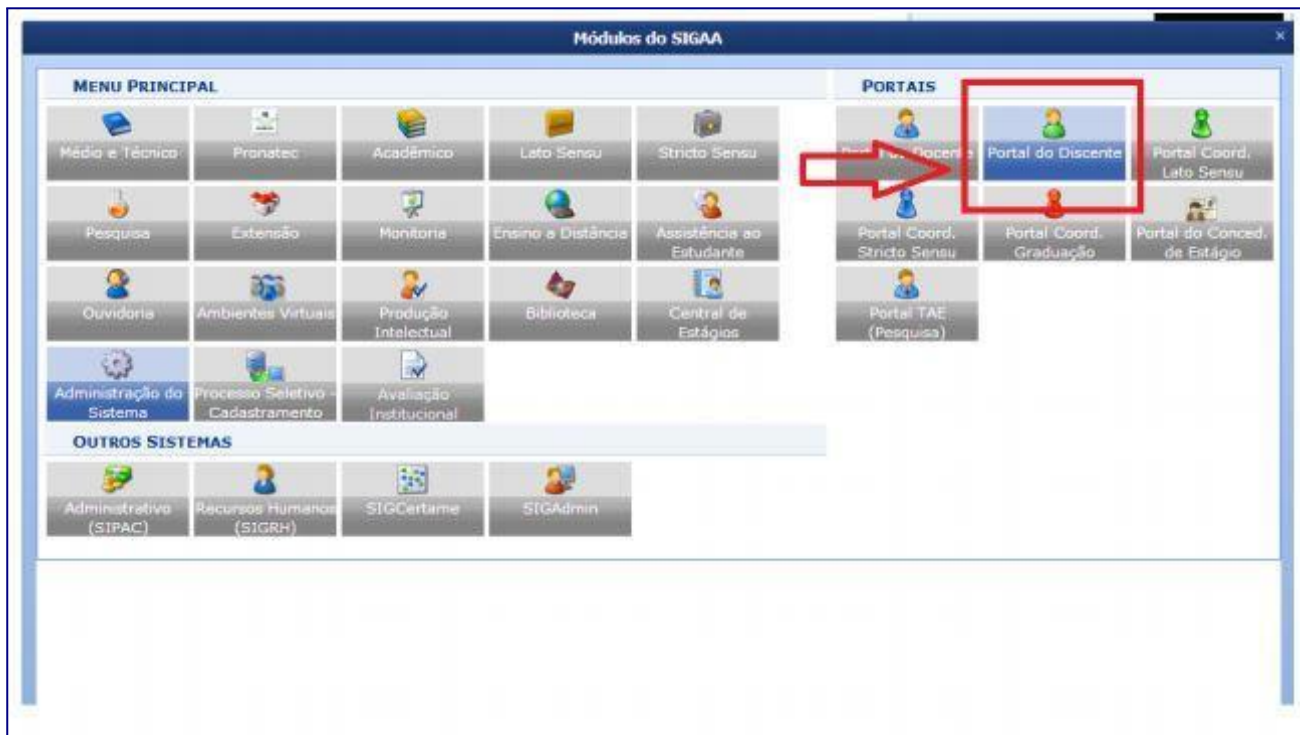 Módulos do SIGAA
×
MENU PRINCIPAL
Médio e Técnico
Pronatec
Acadêmico
Lato Sensu
Stricto Sensu
Pesquisa
Extensão
Monitoria
Ensino a Distância
Assistência ao
Estudante
Ouvidoria
Ambientes Virtuais
Produção
Intelectual
Biblioteca
Central de
Estágios
Administração do
Sistema
Processo Seletivo -
Cadastramento
Avaliação
Institucional
OUTROS SISTEMAS
Administrativo
(SIPAC)
Recursos Humanos
(SIGRH)
SIGCertame
SIGAdmin
PORTAIS
Docente
Portal do Discente
Portal Coord.
Lato Sensu
Portal Coord.
Stricto Sensu
Portal Coord.
Graduação
Portal do Conced.
de Estágio
Portal TAE
(Pesquisa)